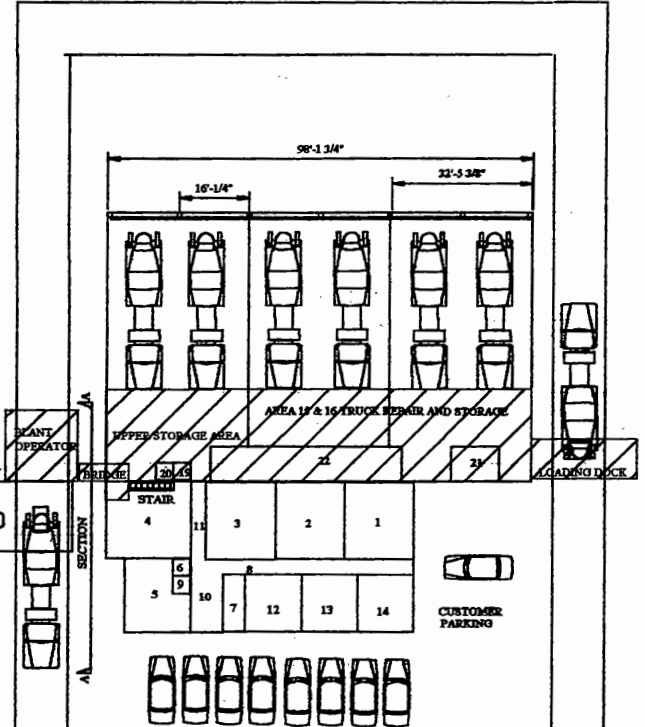 98'-1 3/4"
32'-5 3/8"
16'-1/4"
A
AREA 15 & 16 TRUCK REPAIR AND STORAGE
PLANT
OPERATOR
UPPER STORAGE AREA
22
21
BRIDGE
20 19
LOADING DOCK
STAIR
4
11
3
2
1
SECTION
6
8
9
5
10
7
12
13
14
CUSTOMER
PARKING
A